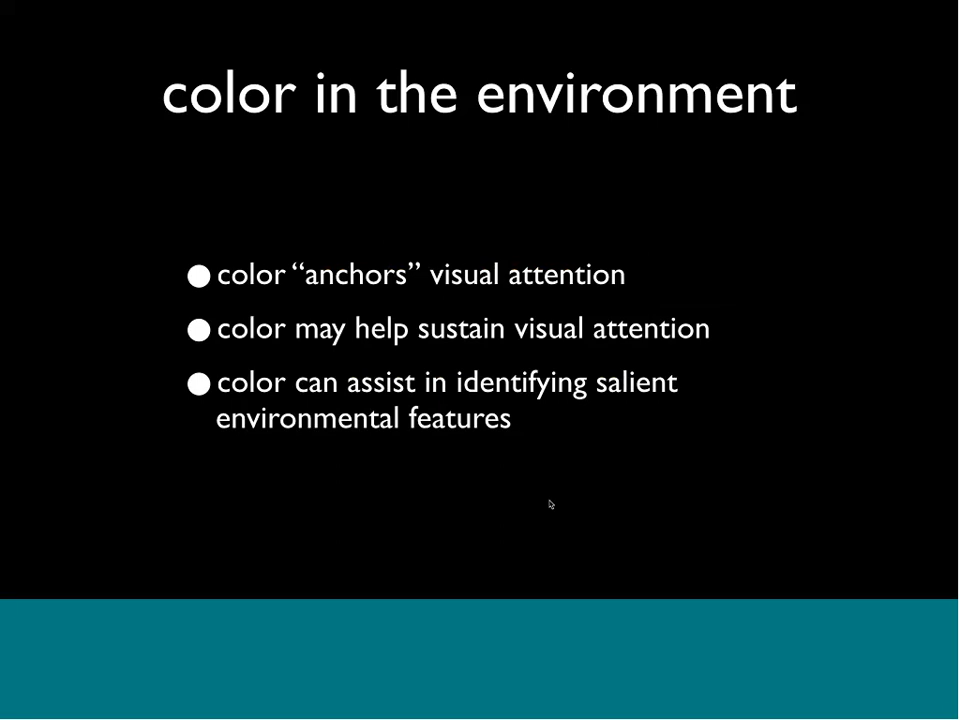 color in the environment
●color “anchors” visual attention
●color may help sustain visual attention
●color can assist in identifying salient
environmental features